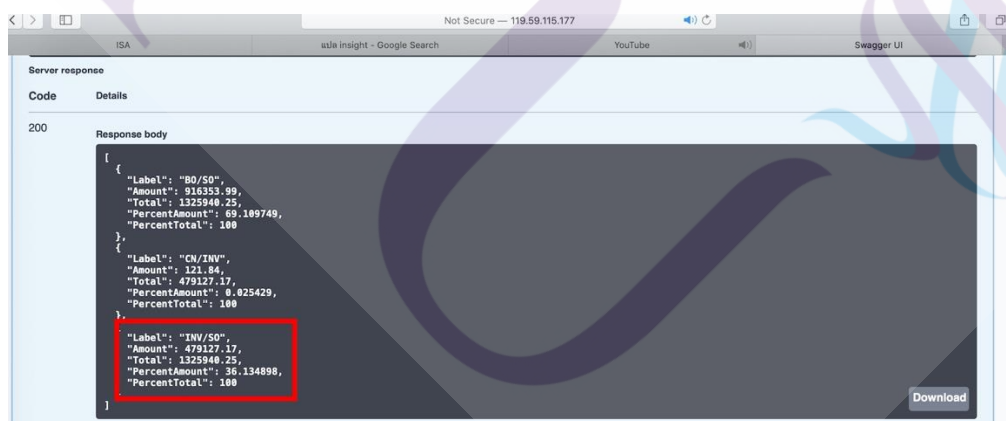 Not Secure — 119.59.115.177
ISA
แปล insight - Google Search
YouTube
Swagger UI
Server response
Code
Details
200
Response body
[
{
"Label": "BO/SO",
"Amount": 916353.99,
"Total": 1325940.25,
"PercentAmount": 69.109749,
"PercentTotal": 100
},
{
"Label": "CN/INV",
"Amount": 121.84,
"Total": 479127.17,
"PercentAmount": 0.025429,
"PercentTotal": 100
},
"Label": "INV/SO",
"Amount": 479127.17,
"Total": 1325940.25,
"PercentAmount": 36.134898,
"PercentTotal": 100
]
Download